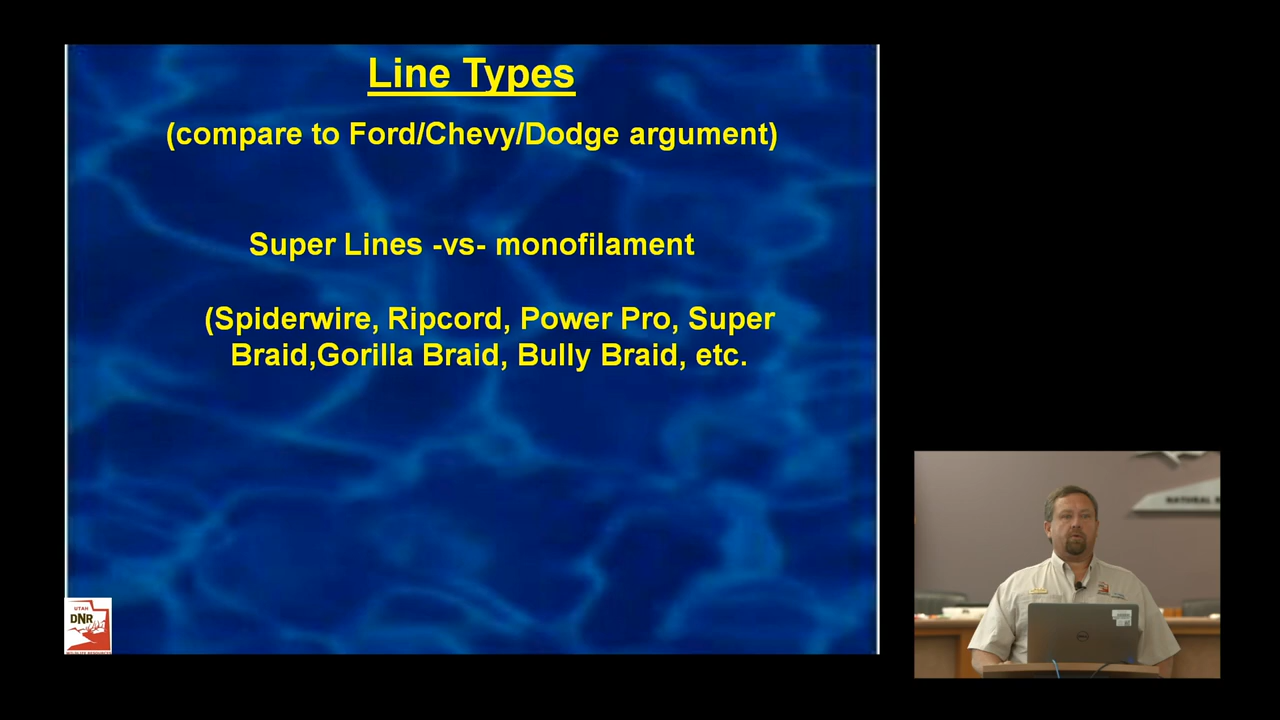 Line Types
(compare to Ford/Chevy/Dodge argument)
Super Lines -vs- monofilament
(Spiderwire, Ripcord, Power Pro, Super
Braid,Gorilla Braid, Bully Braid, etc.
UTAH
DNR
NATURAL